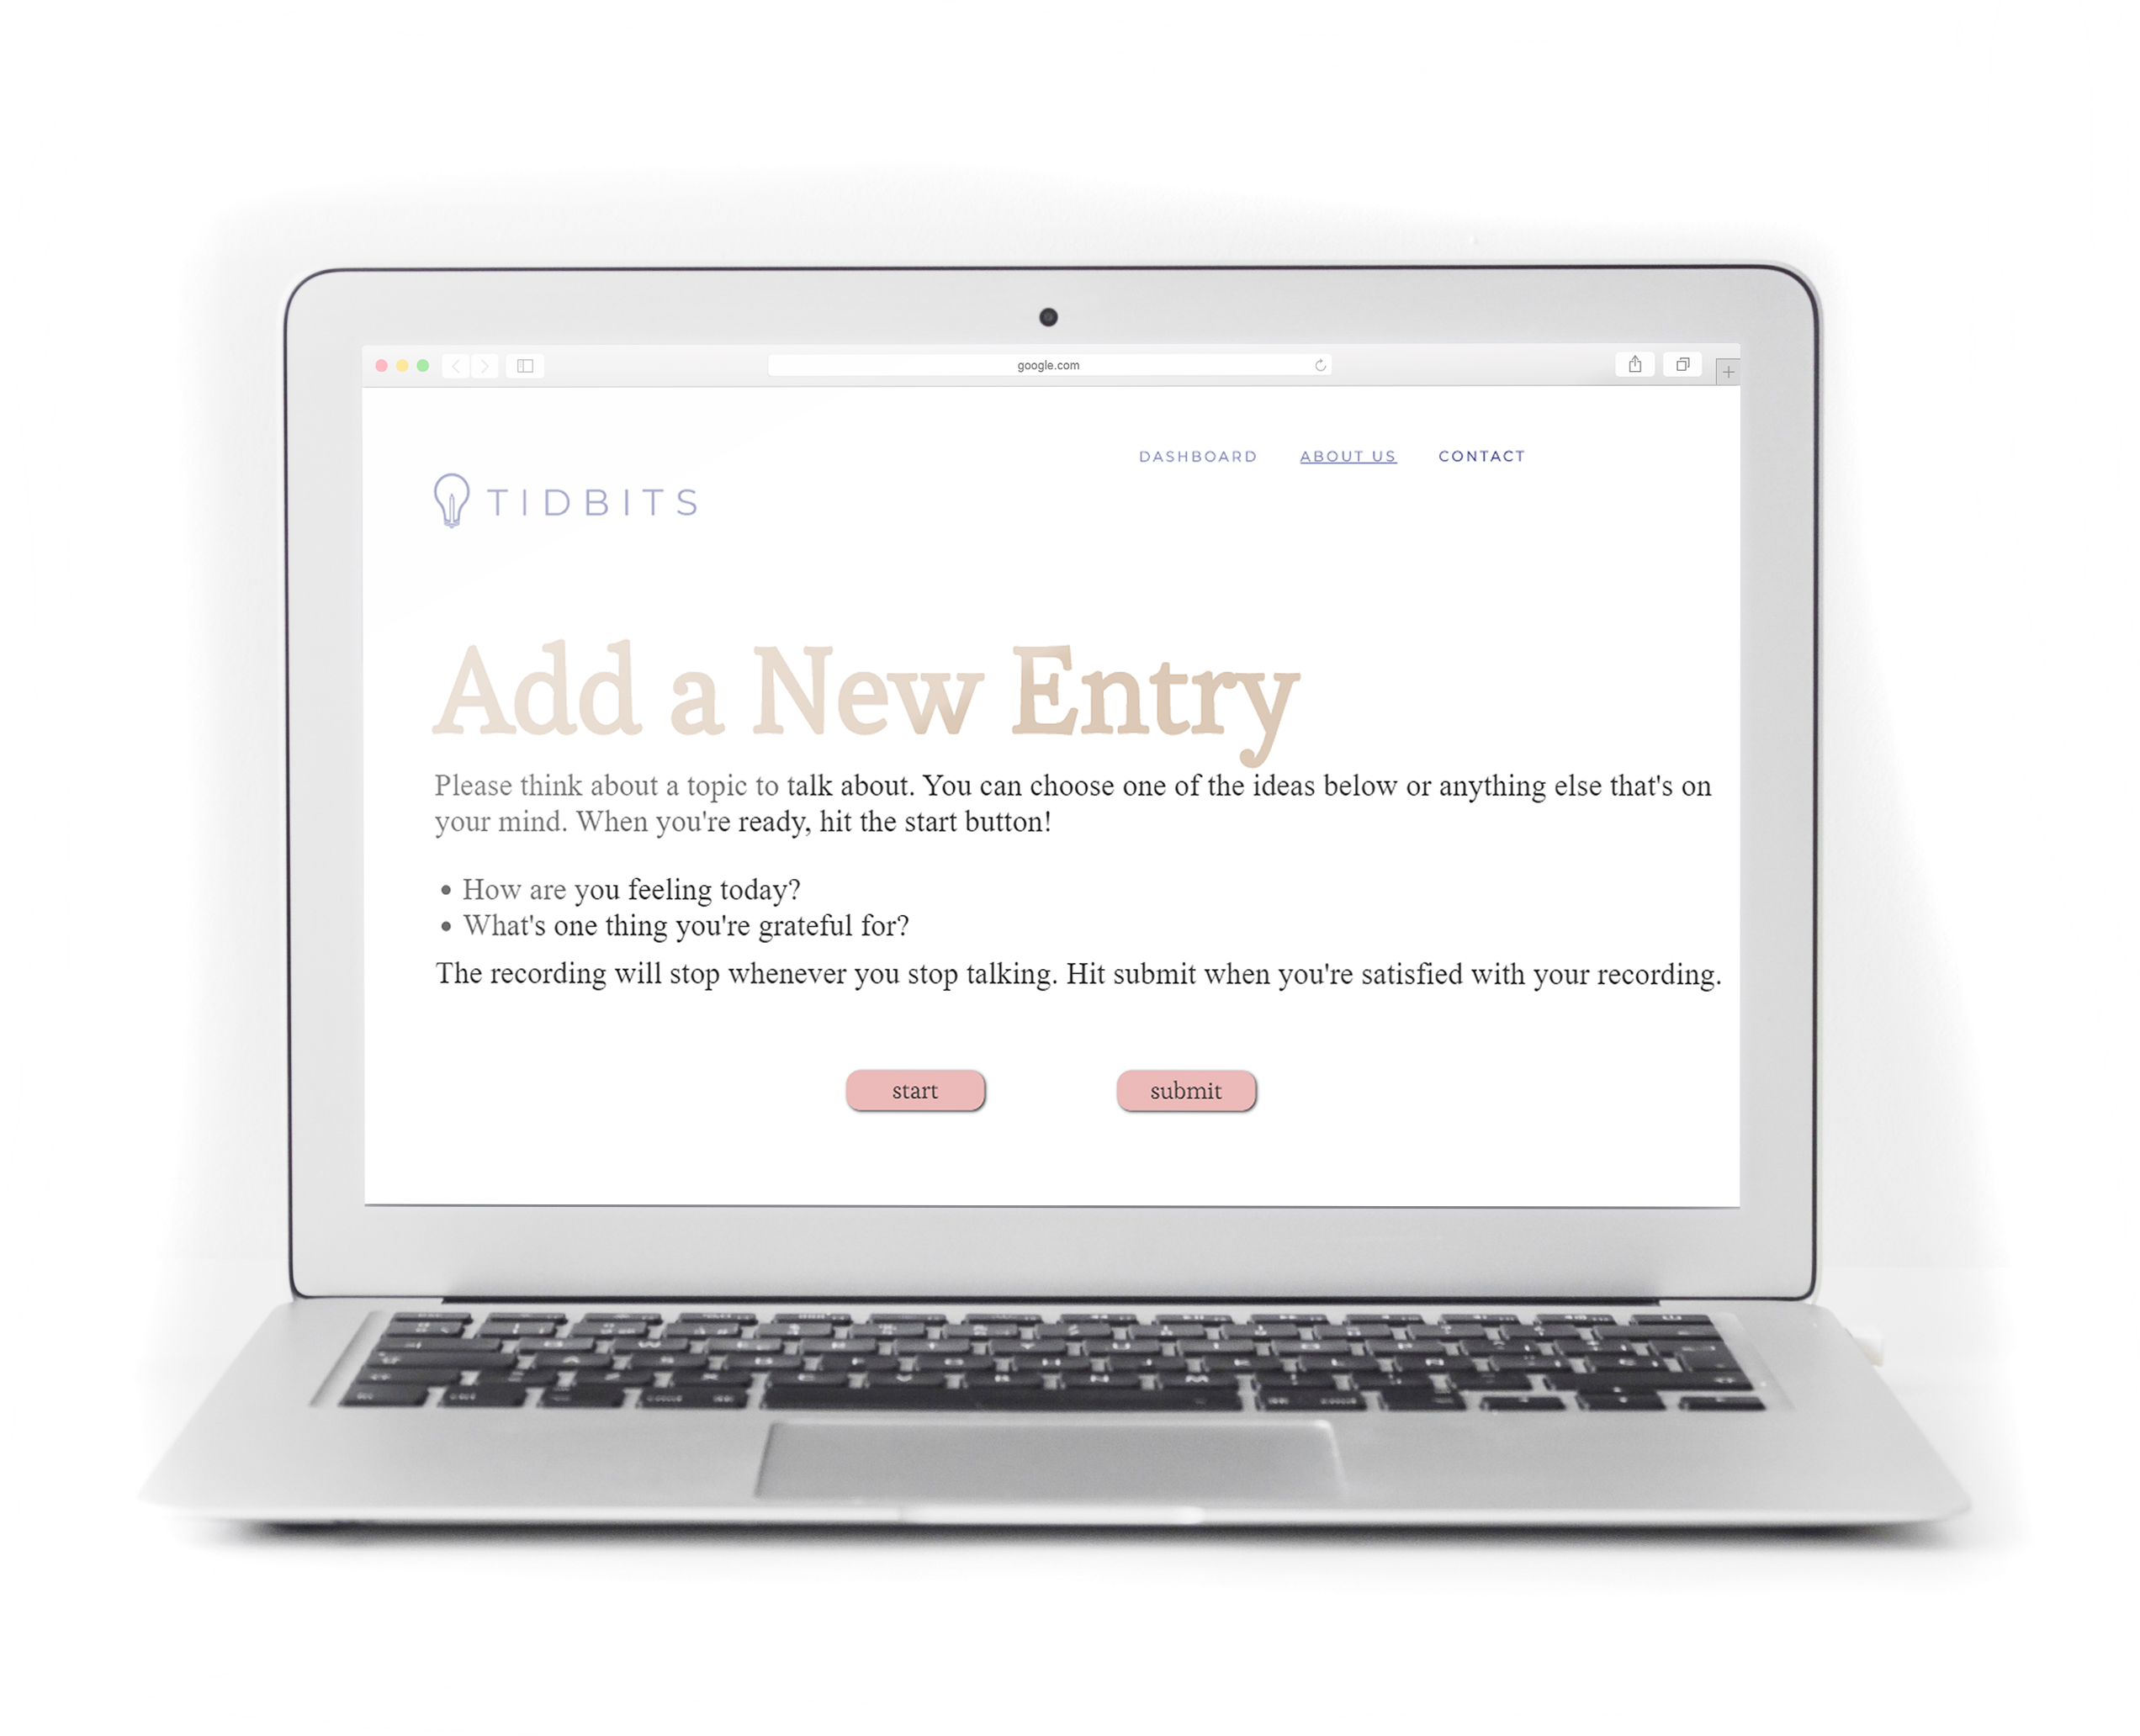 google.com
DASHBOARD ABOUT US CONTACT
TIDBITS
Add a New Entry
Please think about a topic to talk about. You can choose one of the ideas below or anything else that's on
your mind. When you're ready, hit the start button!
• How are you feeling today?
• What's one thing you're grateful for?
The recording will stop whenever you stop talking. Hit submit when you're satisfied with your recording.
start submit